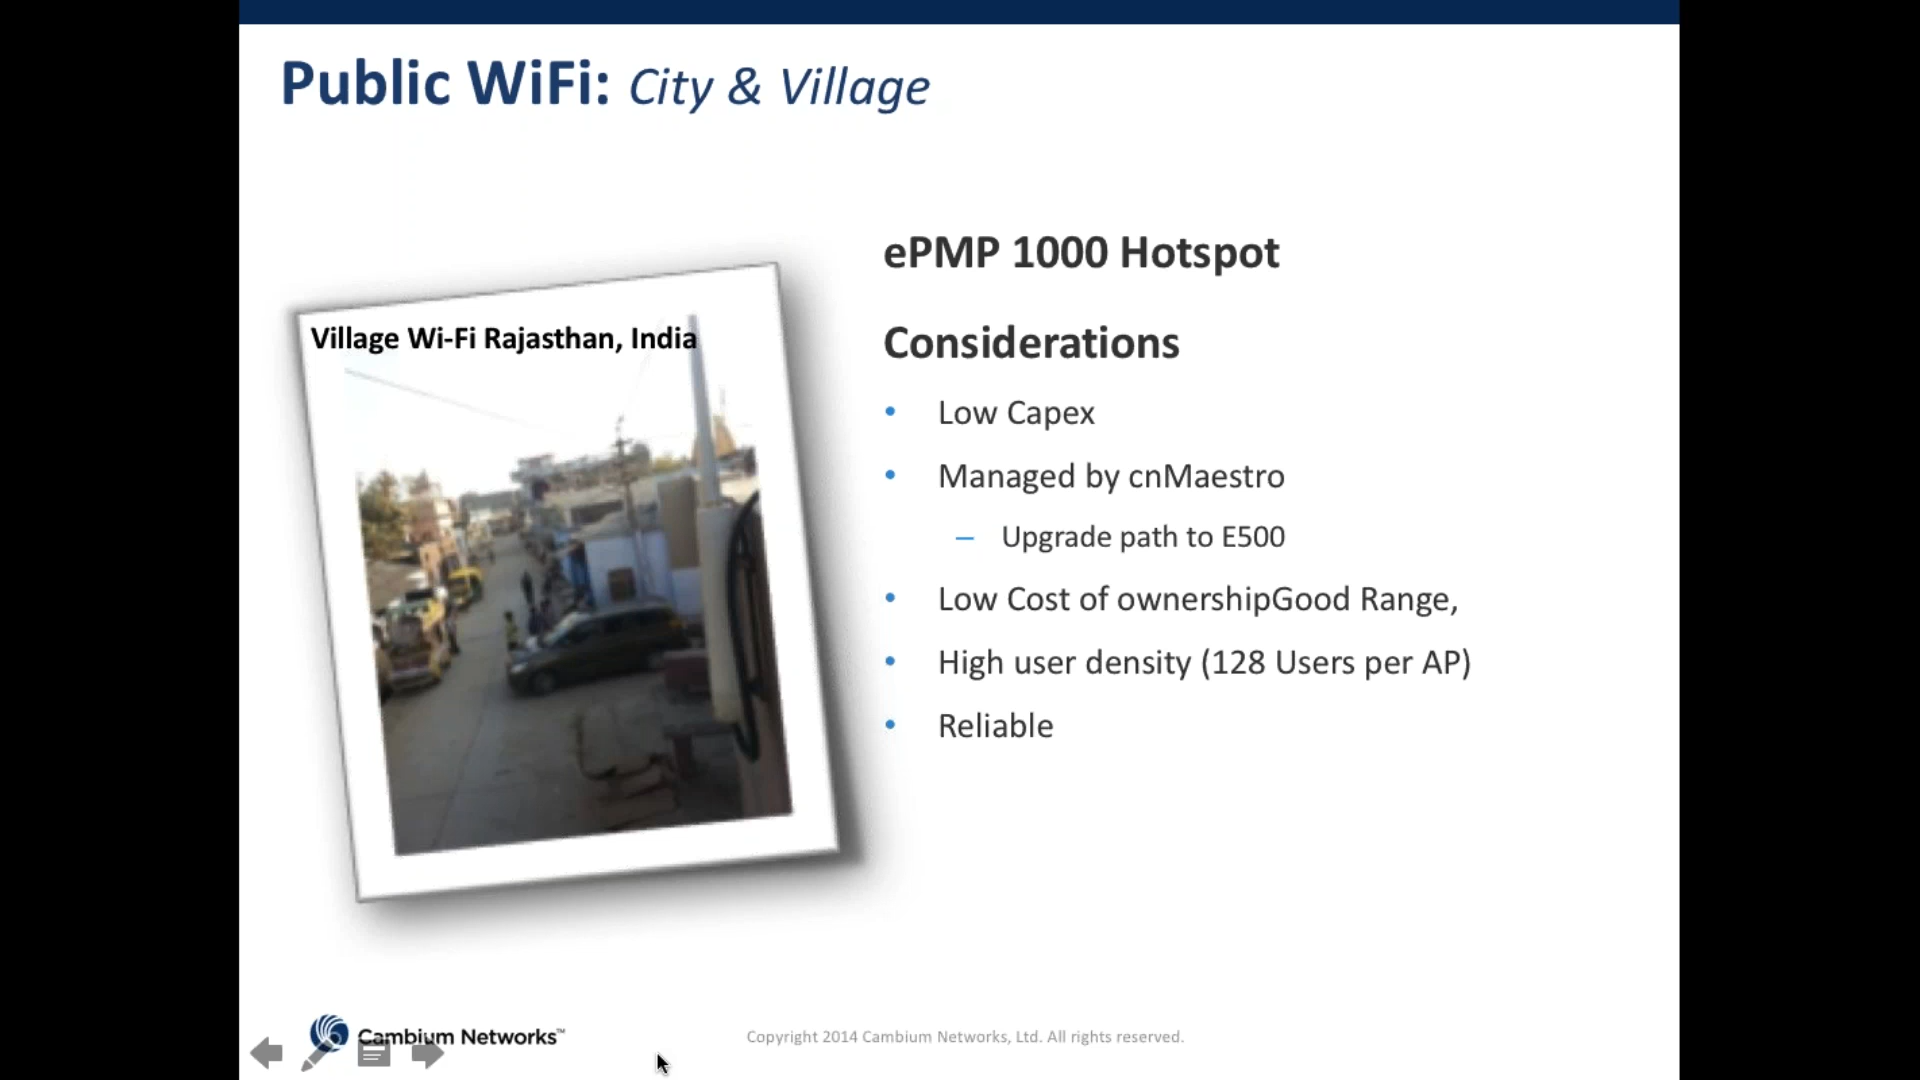 Public WiFi: City & Village
Village Wi-Fi Rajasthan, India
ePMP 1000 Hotspot
Considerations
• Low Capex
• Managed by cnMaestro
– Upgrade path to E500
• Low Cost of ownershipGood Range,
• High user density (128 Users per AP)
• Reliable
Cambium Networks™
Copyright 2014 Cambium Networks, Ltd. All rights reserved.